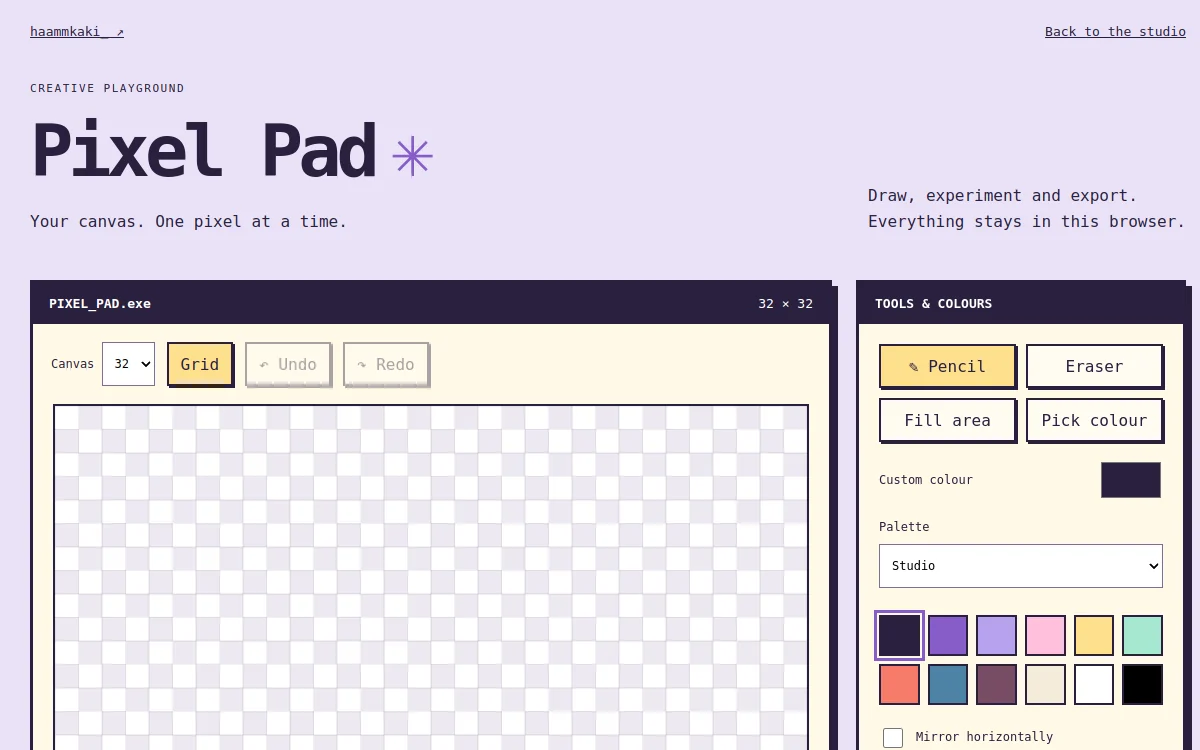 haammkaki_ ↗
Back to the studio
CREATIVE PLAYGROUND
Pixel Pad✳
Your canvas. One pixel at a time.
Draw, experiment and export.
Everything stays in this browser.
PIXEL_PAD.exe
32 × 32
Canvas
32
Grid
↶ Undo
↷ Redo
TOOLS & COLOURS
✎ Pencil
Eraser
Fill area
Pick colour
Custom colour
Palette
Studio
Mirror horizontally